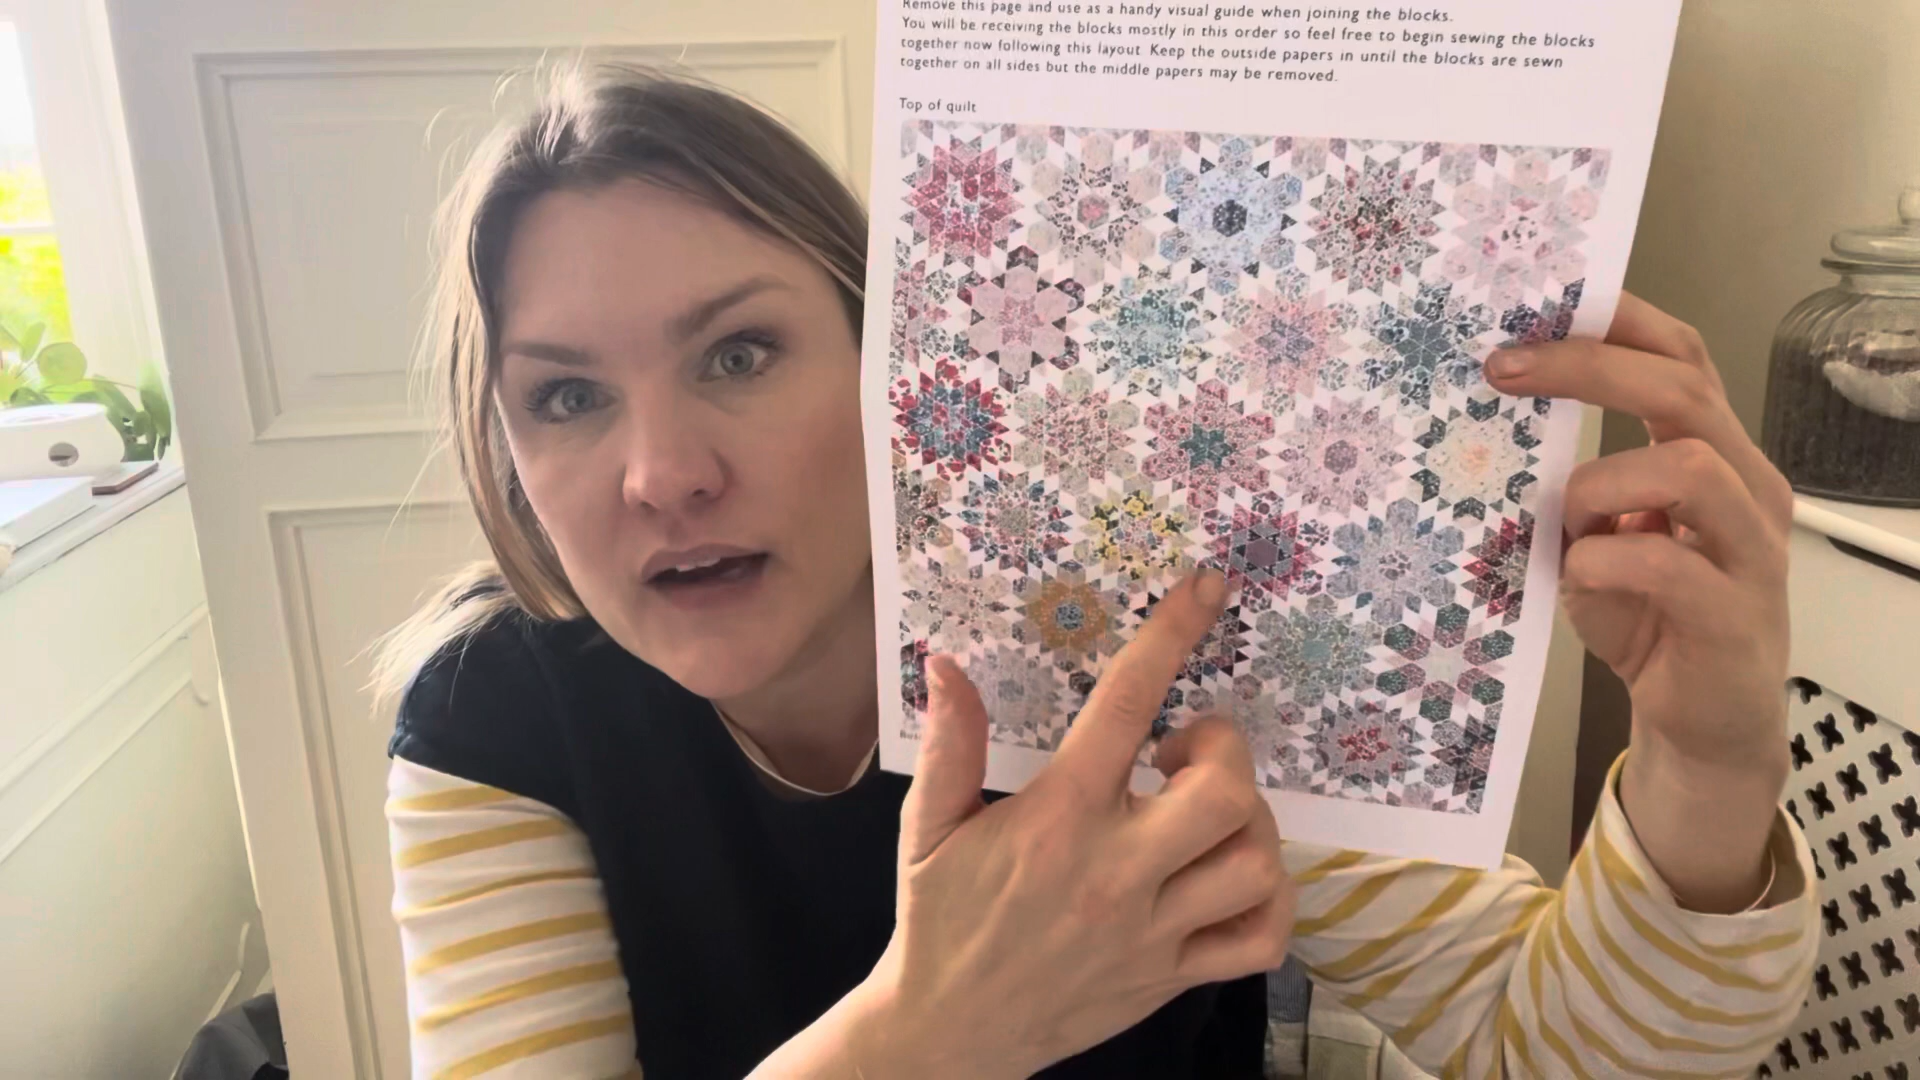 Remove this page and use as a handy visual guide when joining the blocks.
You will be receiving the blocks mostly in this order so feel free to begin sewing the blocks
together now following this layout. Keep the outside papers in until the blocks are sewn
together on all sides but the middle papers may be removed.
Top of quilt